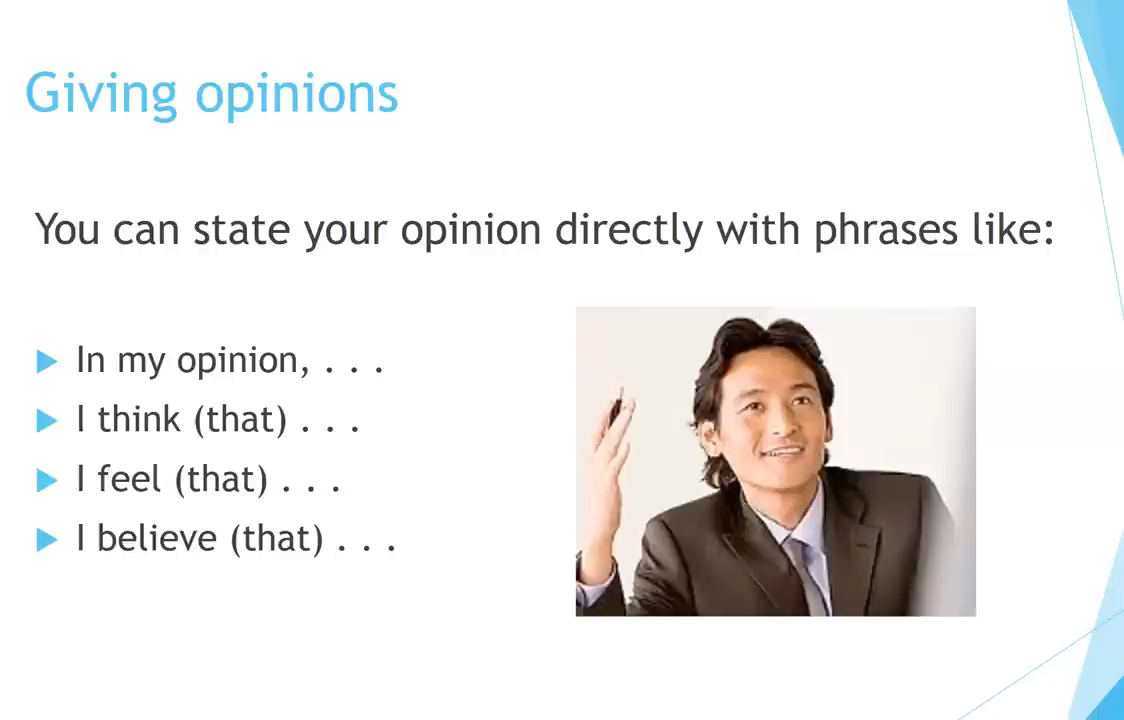 Giving opinions
You can state your opinion directly with phrases like:
In my opinion, . . .
I think (that) . . .
I feel (that) . . .
I believe (that) . . .